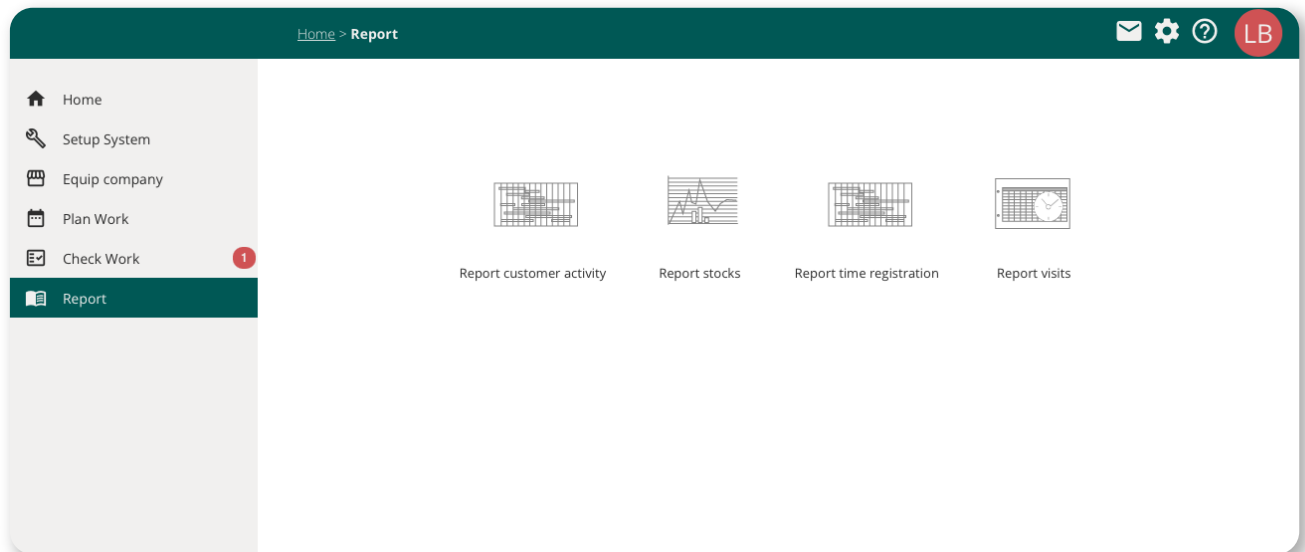 Home > Report
LB
Home
Setup System
Equip company
Plan Work
Check Work 1
Report
Report customer activity
Report stocks
Report time registration
Report visits